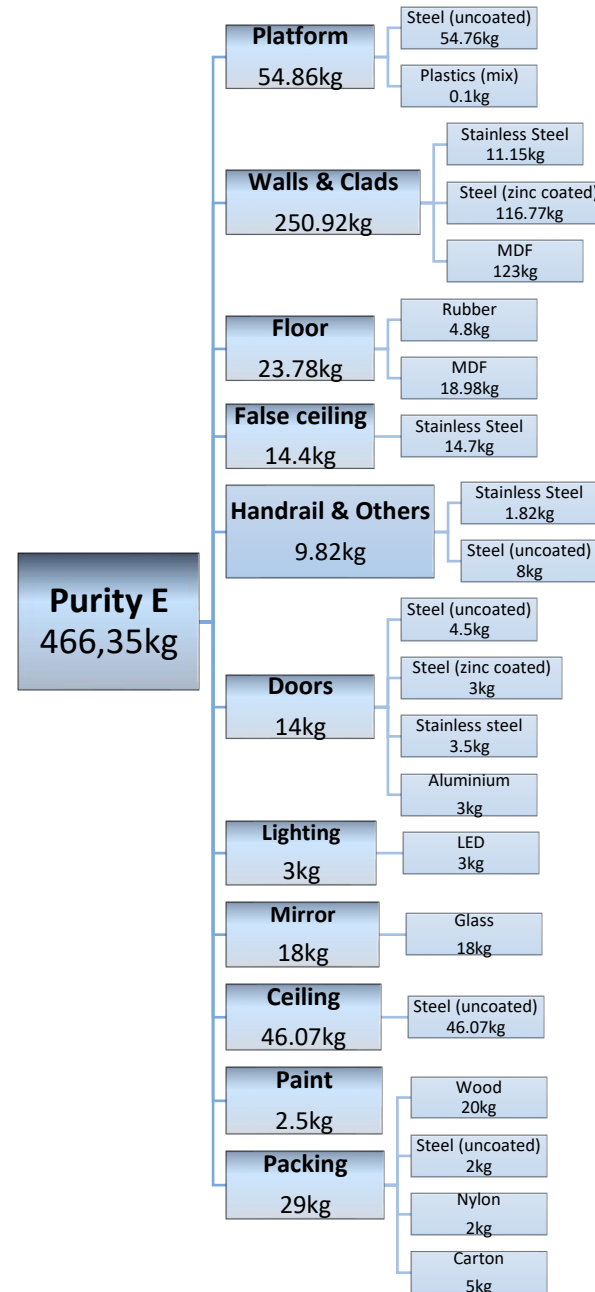 Purity E
466,35kg
Platform
54.86kg
Steel (uncoated)
54.76kg
Plastics (mix)
0.1kg
Walls & Clads
250.92kg
Stainless Steel
11.15kg
Steel (zinc coated)
116.77kg
MDF
123kg
Floor
23.78kg
Rubber
4.8kg
MDF
18.98kg
False ceiling
14.4kg
Stainless Steel
14.7kg
Handrail & Others
9.82kg
Stainless Steel
1.82kg
Steel (uncoated)
8kg
Doors
14kg
Steel (uncoated)
4.5kg
Steel (zinc coated)
3kg
Stainless steel
3.5kg
Aluminium
3kg
Lighting
3kg
LED
3kg
Mirror
18kg
Glass
18kg
Ceiling
46.07kg
Steel (uncoated)
46.07kg
Paint
2.5kg
Packing
29kg
Wood
20kg
Steel (uncoated)
2kg
Nylon
2kg
Carton
5kg